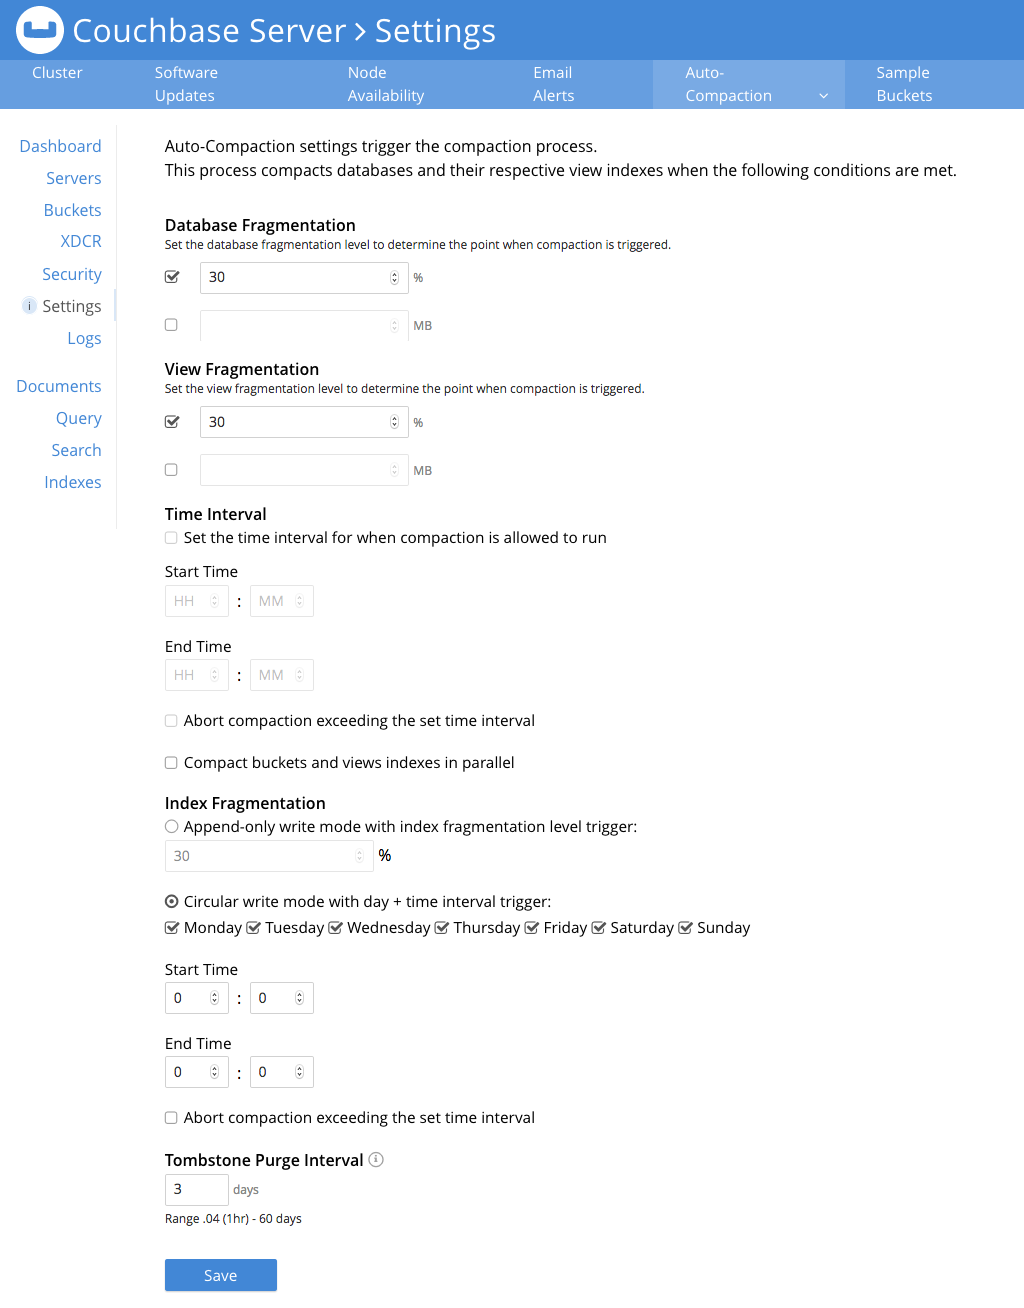 Couchbase Server > Settings
Cluster
Software
Updates
Node
Availability
Email
Alerts
Auto-
Compaction
Sample
Buckets
Dashboard
Servers
Buckets
XDCR
Security
i Settings
Logs
Documents
Query
Search
Indexes
Auto-Compaction settings trigger the compaction process.
This process compacts databases and their respective view indexes when the following conditions are met.
Database Fragmentation
Set the database fragmentation level to determine the point when compaction is triggered.
30 %
MB
View Fragmentation
Set the view fragmentation level to determine the point when compaction is triggered.
30 %
MB
Time Interval
Set the time interval for when compaction is allowed to run
Start Time
HH : MM
End Time
HH : MM
Abort compaction exceeding the set time interval
Compact buckets and views indexes in parallel
Index Fragmentation
Append-only write mode with index fragmentation level trigger:
30 %
Circular write mode with day + time interval trigger:
Monday Tuesday Wednesday Thursday Friday Saturday Sunday
Start Time
0 : 0
End Time
0 : 0
Abort compaction exceeding the set time interval
Tombstone Purge Interval i
3 days
Range .04 (1hr) - 60 days
Save